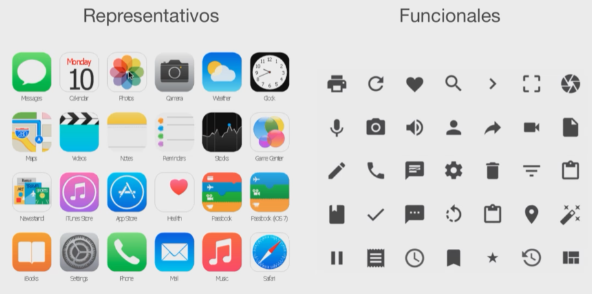 Representativos
Funcionales
Monday
10
Messages
Calendar
Photos
Camera
Weather
Clock
Maps
Videos
Notes
Reminders
Stocks
Game Center
Newsstand
iTunes Store
App Store
Health
Passbook
Passbook (iOS 7)
iBooks
Settings
Phone
Mail
Music
Safari